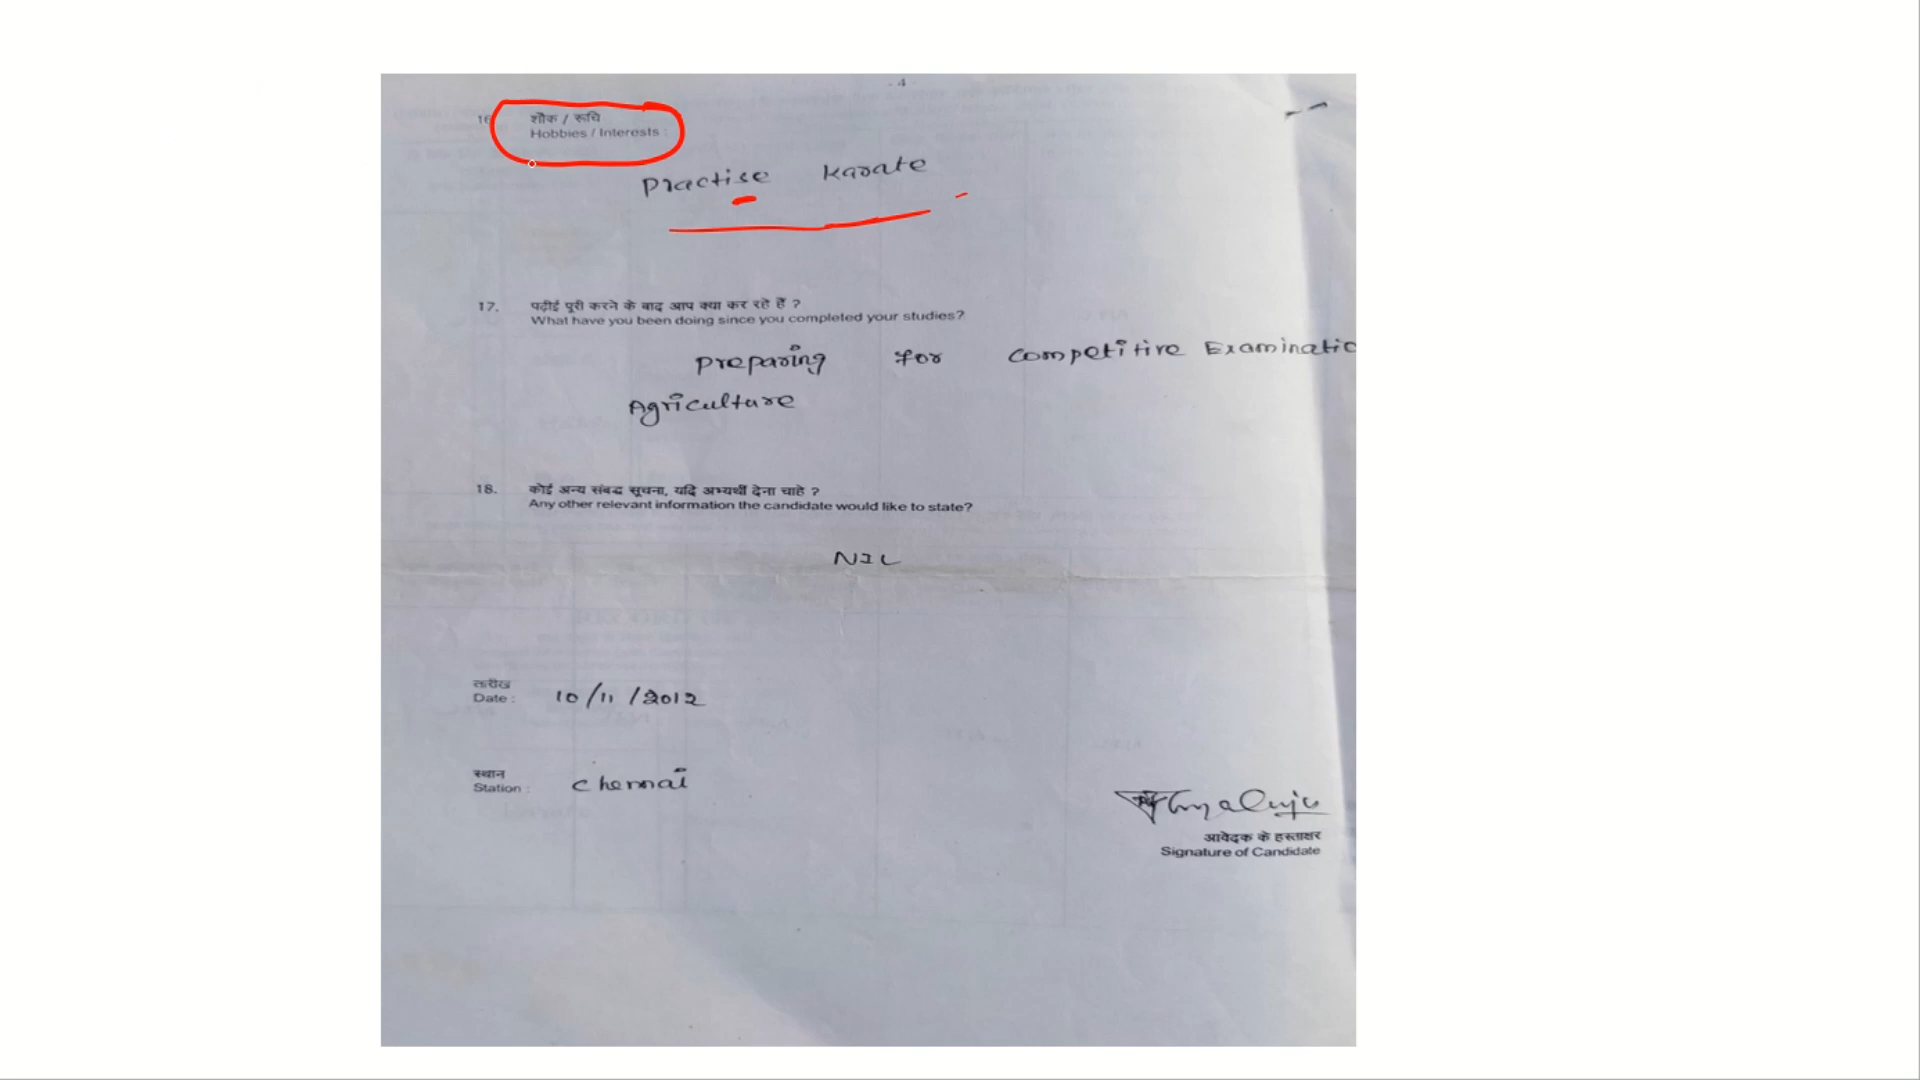 - 4
16
शौक / रूचि
Hobbies / Interests :
Practise Karate
17. पढ़ीई पूरी करने के बाद आप क्या कर रहे हैं ?
What have you been doing since you completed your studies?
Preparing for Competitive Examinatio
Agriculture
18. कोई अन्य संबद्ध सूचना, यदि अभ्यर्थी देना चाहे ?
Any other relevant information the candidate would like to state?
NIL
तारीख
Date : 10/11/2012
स्थान
Station : Chennai
आवेदक के हस्ताक्षर
Signature of Candidate